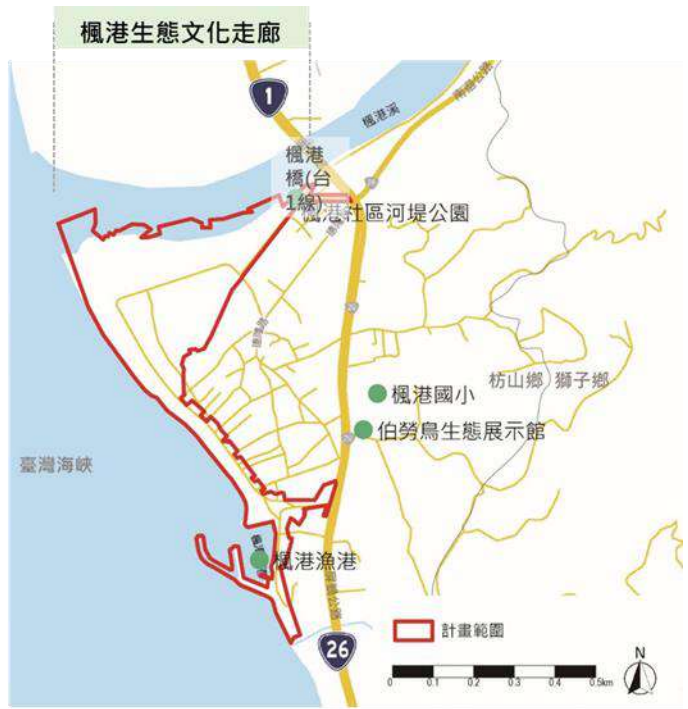 楓港生態文化走廊
1
楓港溪
楓港
橋(台
1線)
楓港社區河堤公園
枋山鄉 獅子鄉
楓港國小
伯勞鳥生態展示館
臺灣海峽
楓港漁港
計畫範圍
26
N
0 0.1 0.2 0.3 0.4 0.5km